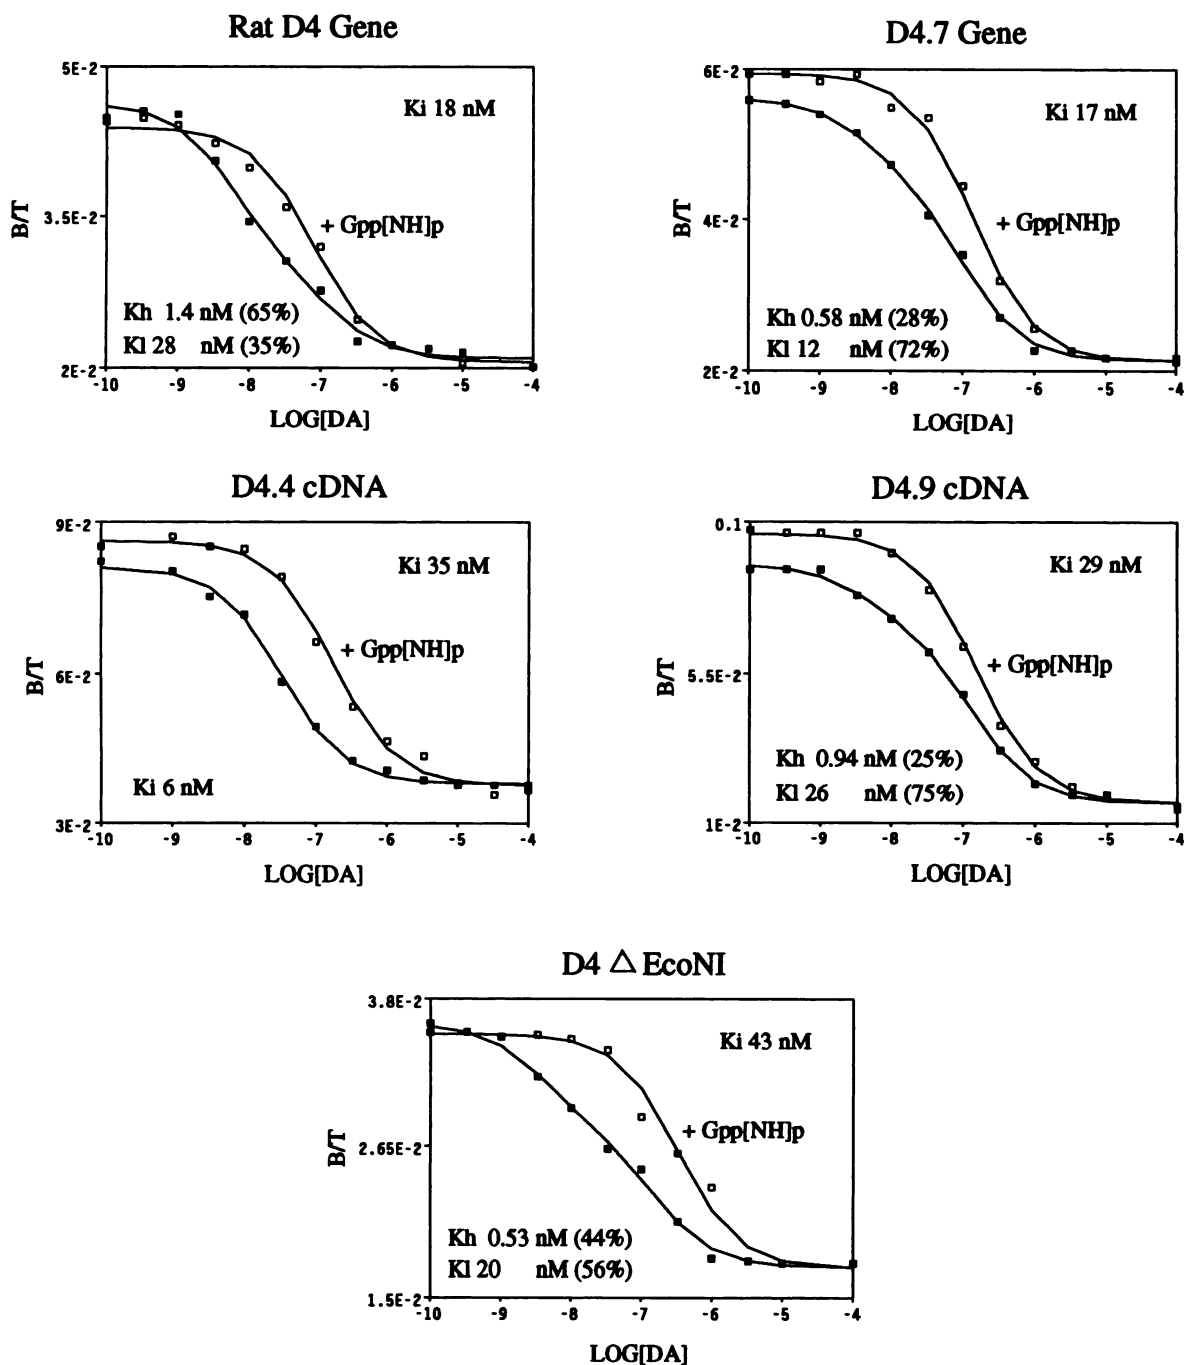 Rat D4 Gene
5E-2
3.5E-2
2E-2
B/T
Ki 18 nM
+ Gpp[NH]p
Kh 1.4 nM (65%)
Kl 28 nM (35%)
-10 -9 -8 -7 -6 -5 -4
LOG[DA]
D4.7 Gene
6E-2
4E-2
2E-2
B/T
Ki 17 nM
+ Gpp[NH]p
Kh 0.58 nM (28%)
Kl 12 nM (72%)
-10 -9 -8 -7 -6 -5 -4
LOG[DA]
D4.4 cDNA
9E-2
6E-2
3E-2
B/T
Ki 35 nM
+ Gpp[NH]p
Ki 6 nM
-10 -9 -8 -7 -6 -5 -4
LOG[DA]
D4.9 cDNA
0.1
5.5E-2
1E-2
B/T
Ki 29 nM
+ Gpp[NH]p
Kh 0.94 nM (25%)
Kl 26 nM (75%)
-10 -9 -8 -7 -6 -5 -4
LOG[DA]
D4 △ EcoNI
3.8E-2
2.65E-2
1.5E-2
B/T
Ki 43 nM
+ Gpp[NH]p
Kh 0.53 nM (44%)
Kl 20 nM (56%)
-10 -9 -8 -7 -6 -5 -4
LOG[DA]